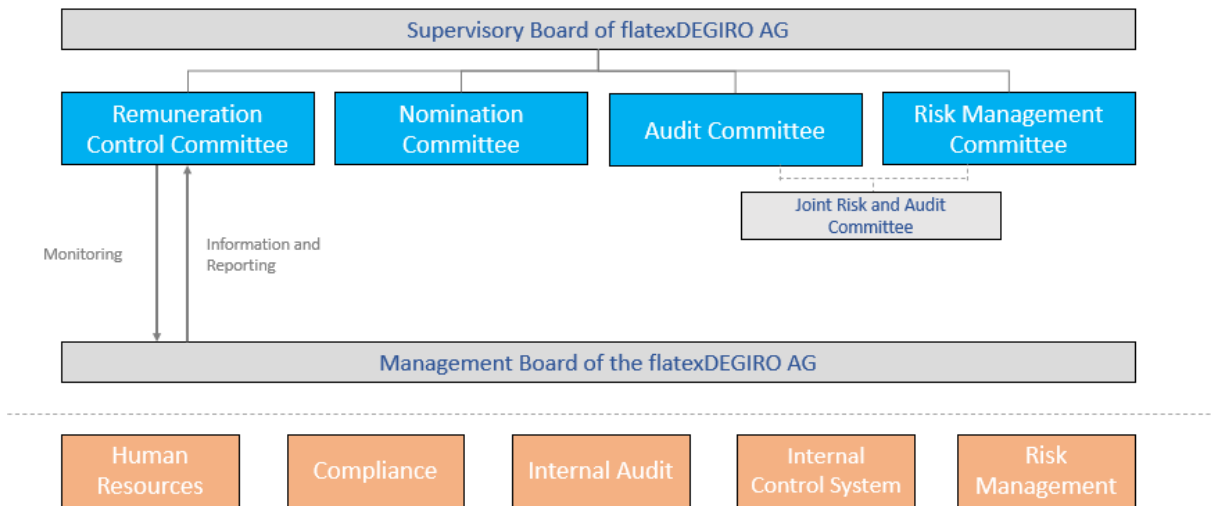 Supervisory Board of flatexDEGIRO AG
Remuneration
Control Committee
Nomination
Committee
Audit Committee
Risk Management
Committee
Joint Risk and Audit
Committee
Monitoring
Information and
Reporting
Management Board of the flatexDEGIRO AG
Human
Resources
Compliance
Internal Audit
Internal
Control System
Risk
Management